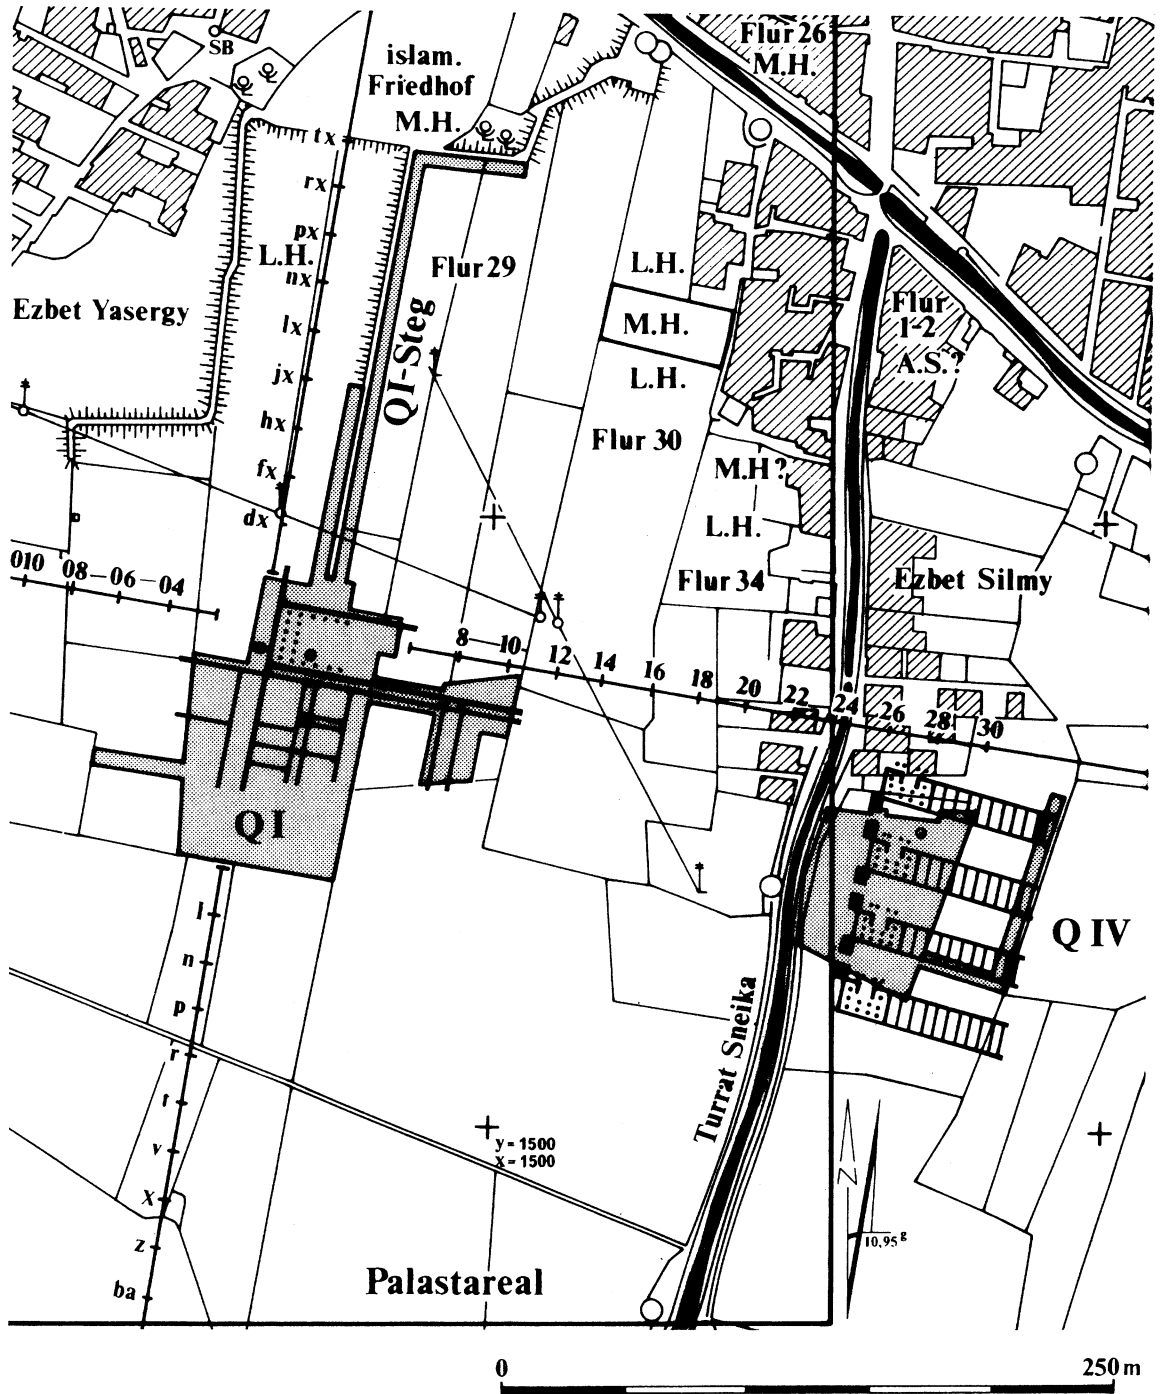 SB
islam.
Friedhof
M.H.
Flur 26
M.H.
tx
rx
px
L.H.
nx
lx
jx
hx
fx
dx
Flur 29
QI-Steg
Ezbet Yasergy
L.H.
M.H.
L.H.
Flur 30
Flur
1-2
A.S.?
M.H?
L.H.
Flur 34
Ezbet Silmy
010 08 – 06 – 04
8 – 10 12 14 16 18 20 22 24 26 28 30
Q I
Q IV
l
n
p
r
t
v
x
z
ba
Turrat Sneika
y = 1500
x = 1500
N
10,95 g
Palastareal
0 250 m